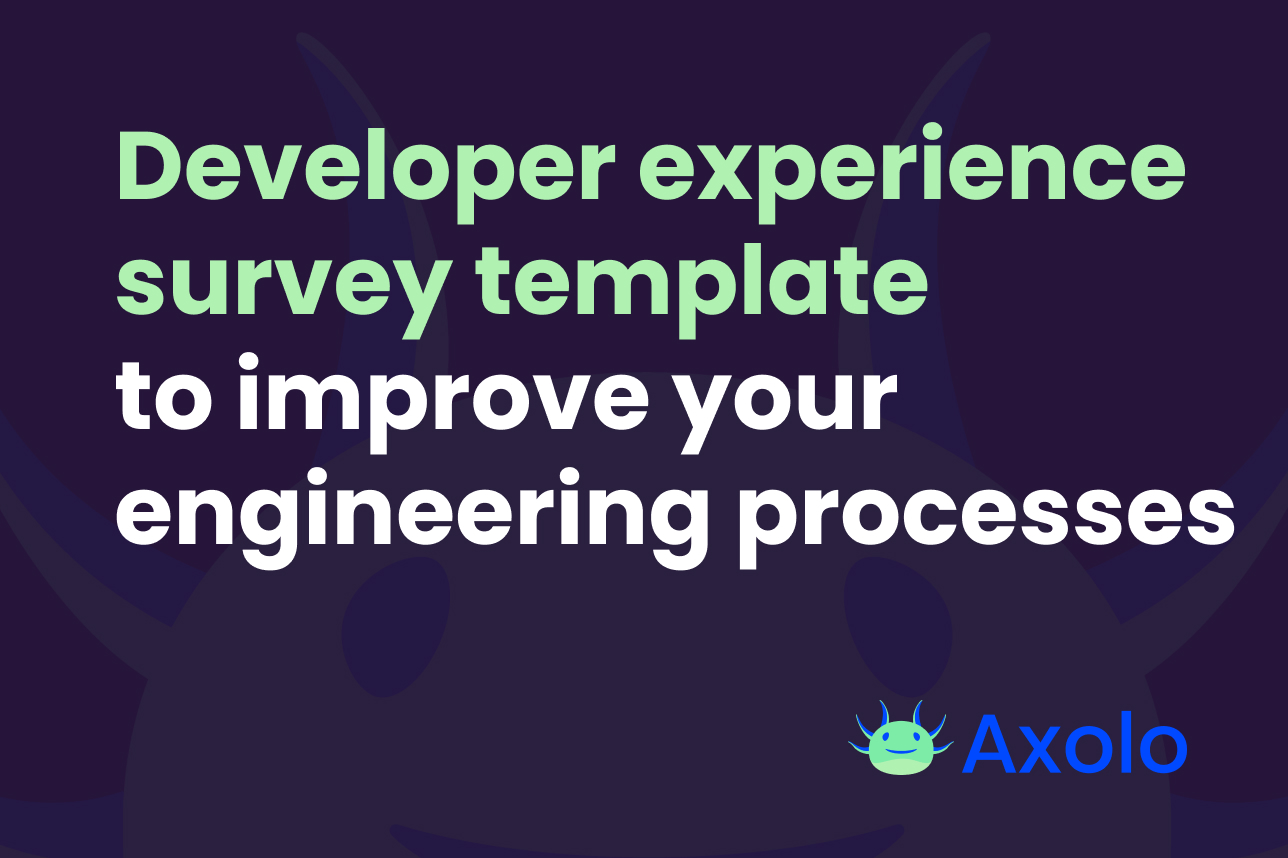 Developer experience
survey template
to improve your
engineering processes
Axolo